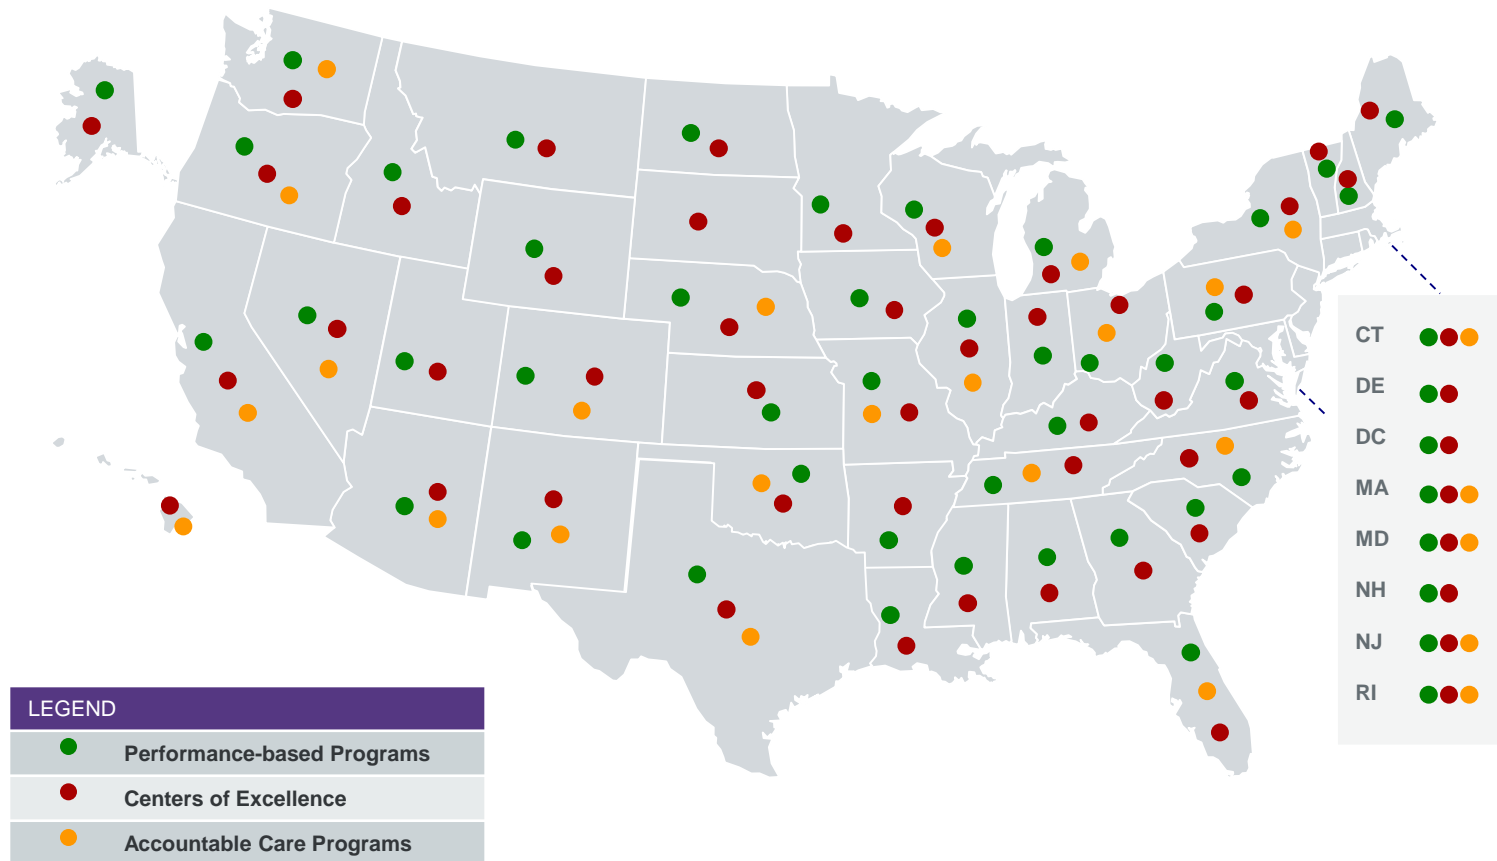 CT
DE
DC
MA
MD
NH
NJ
RI
LEGEND
Performance-based Programs
Centers of Excellence
Accountable Care Programs